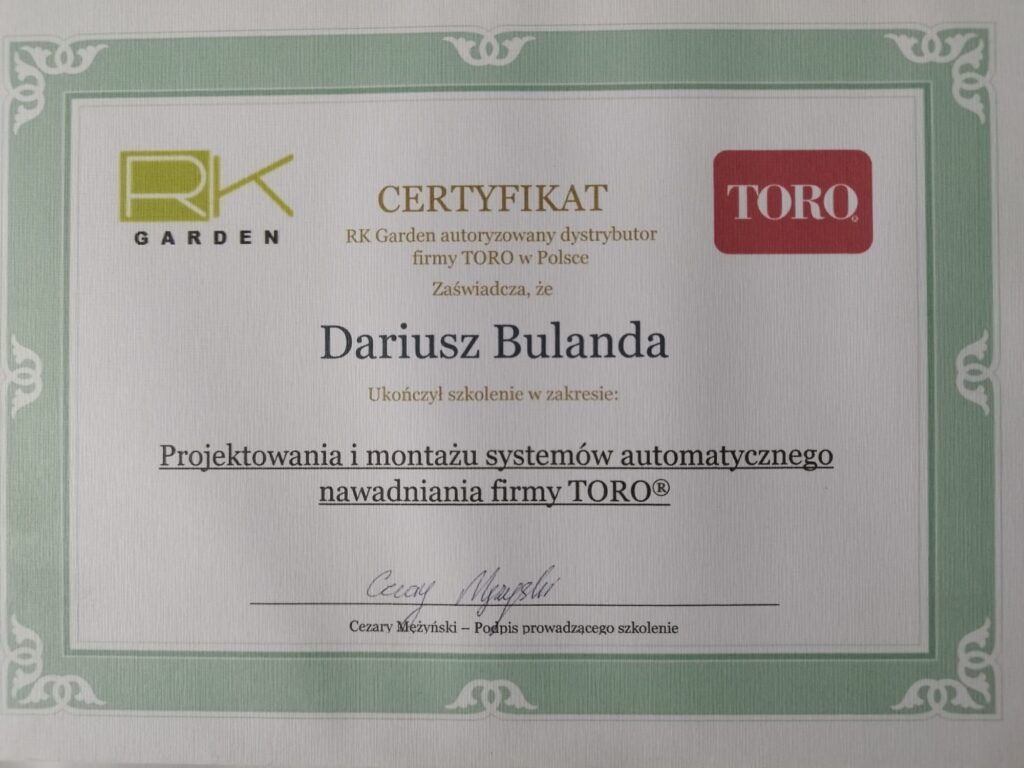 RK
GARDEN
TORO®
CERTYFIKAT
RK Garden autoryzowany dystrybutor
firmy TORO w Polsce
Zaświadcza, że
Dariusz Bulanda
Ukończył szkolenie w zakresie:
Projektowania i montażu systemów automatycznego
nawadniania firmy TORO®
Cezary Mężyński
Cezary Mężyński – Podpis prowadzącego szkolenie